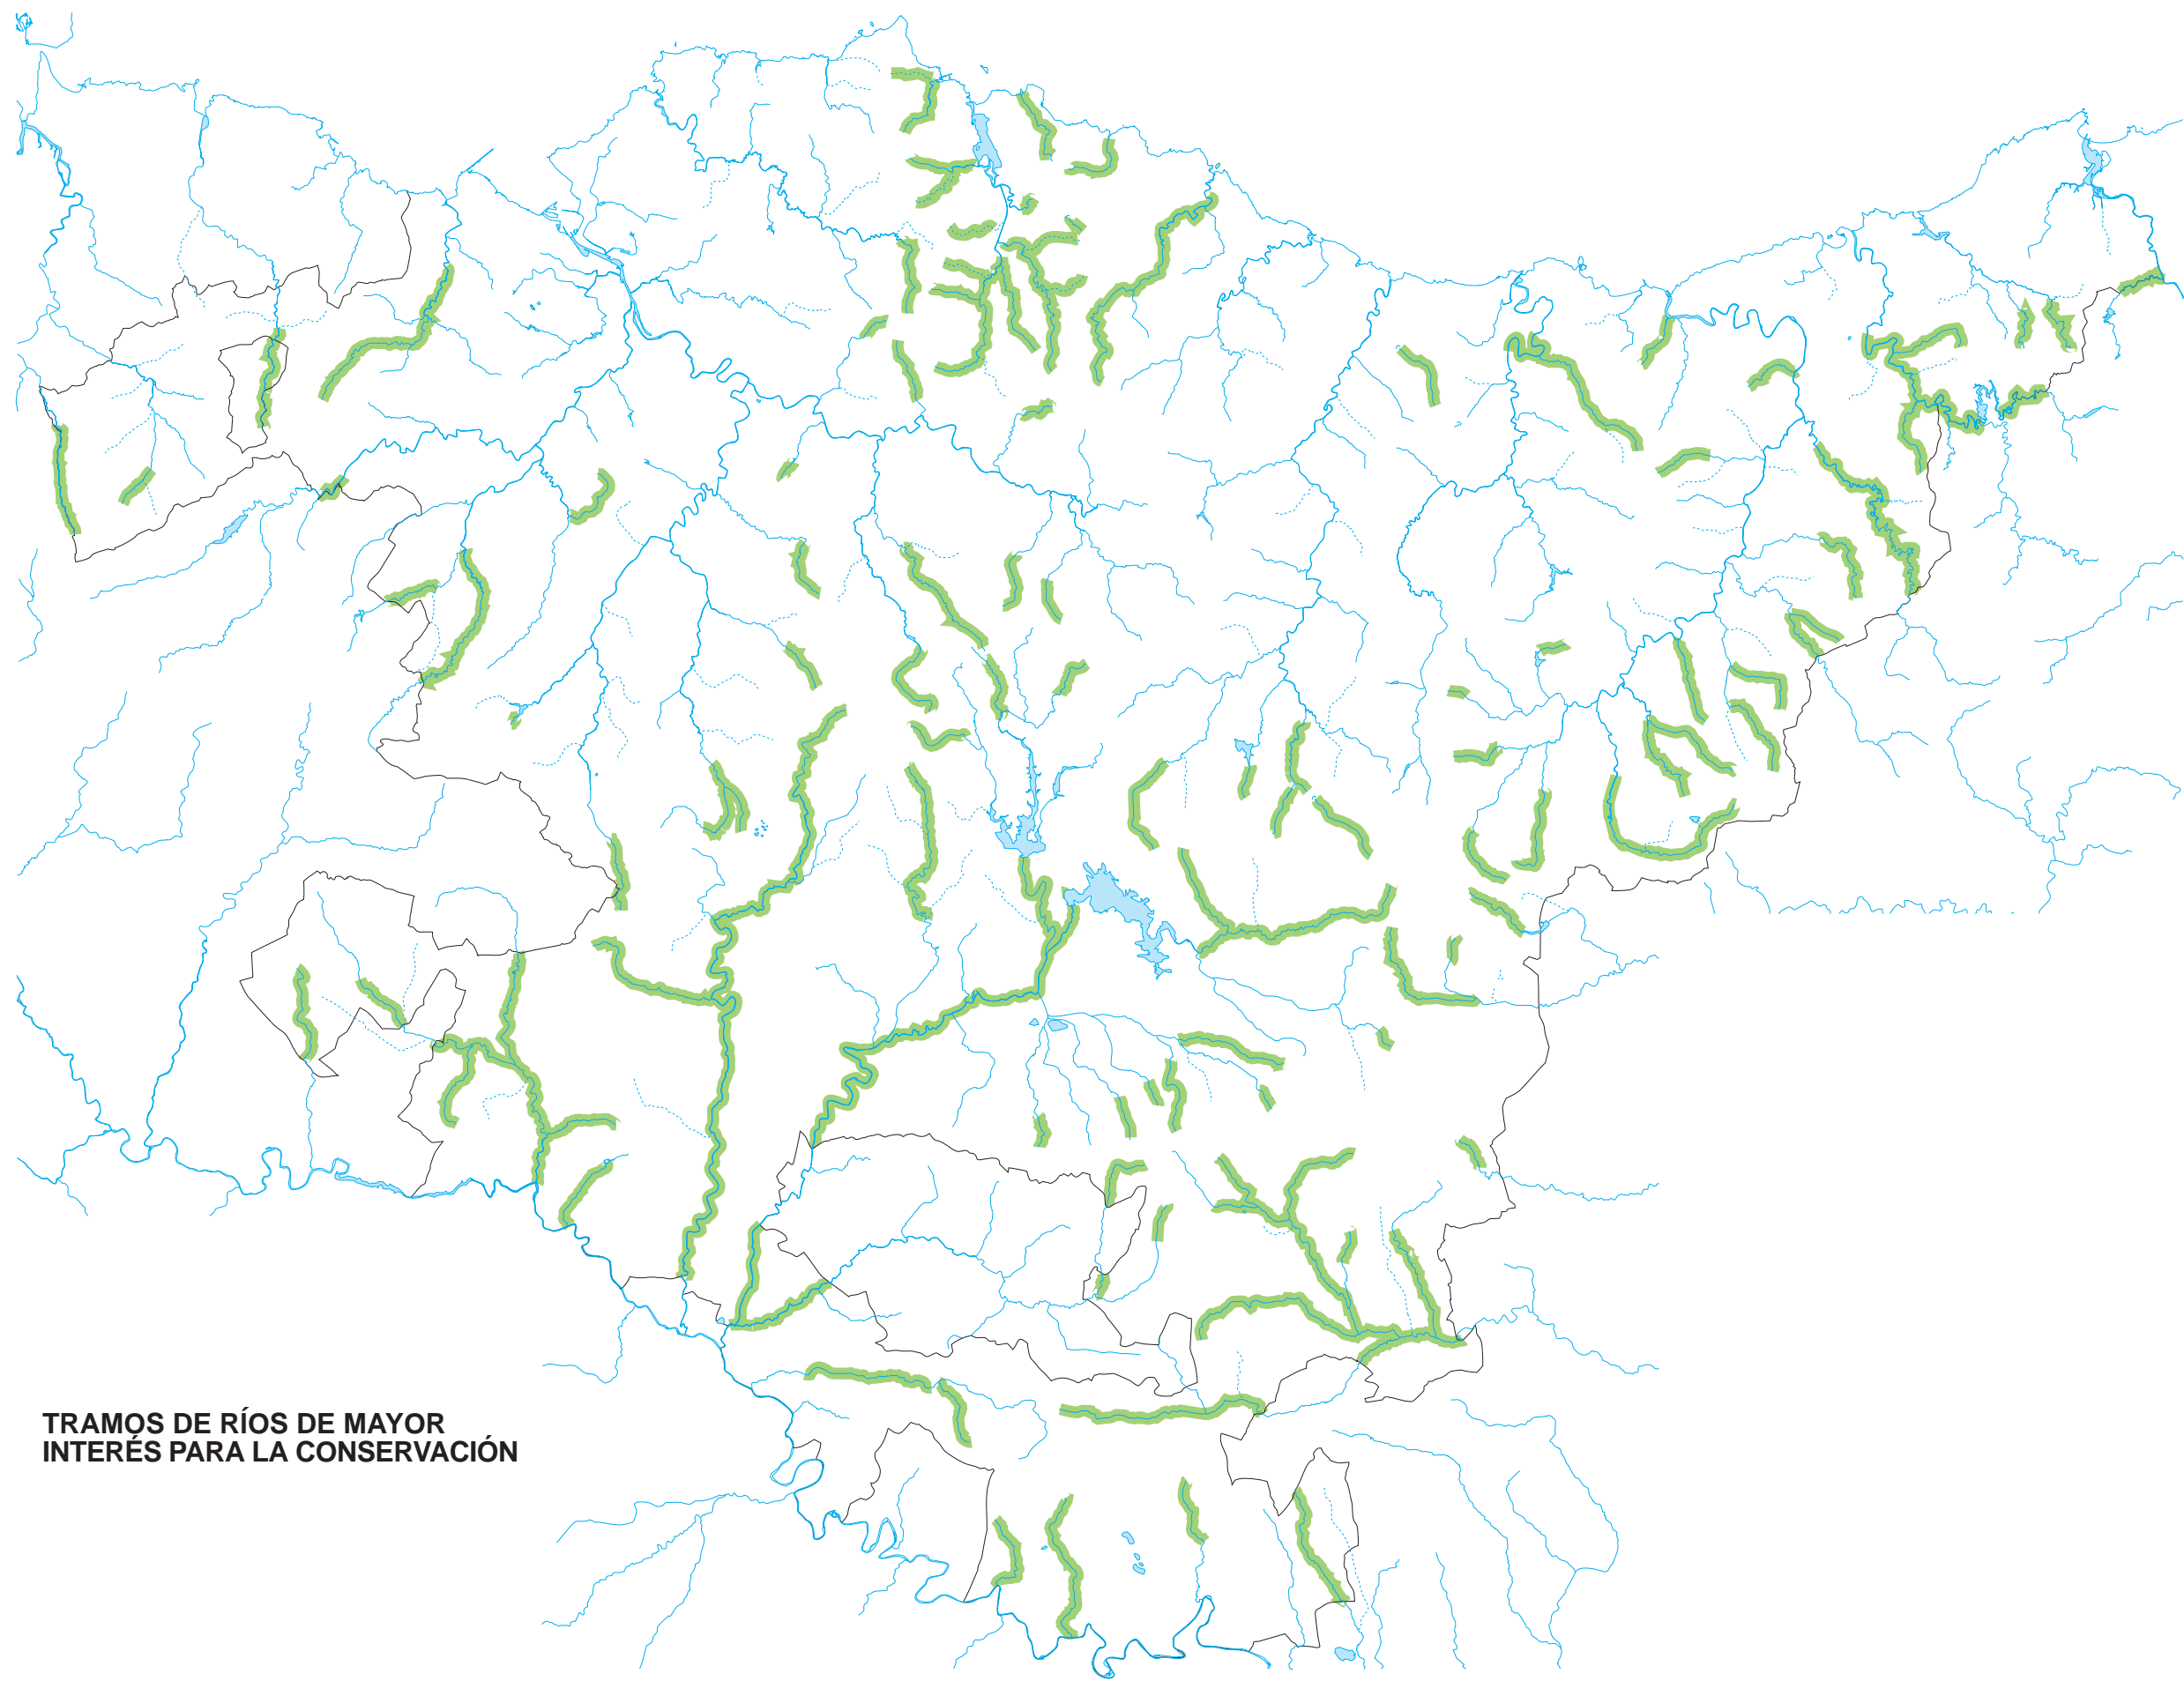 TRAMOS DE RÍOS DE MAYOR
INTERÉS PARA LA CONSERVACIÓN